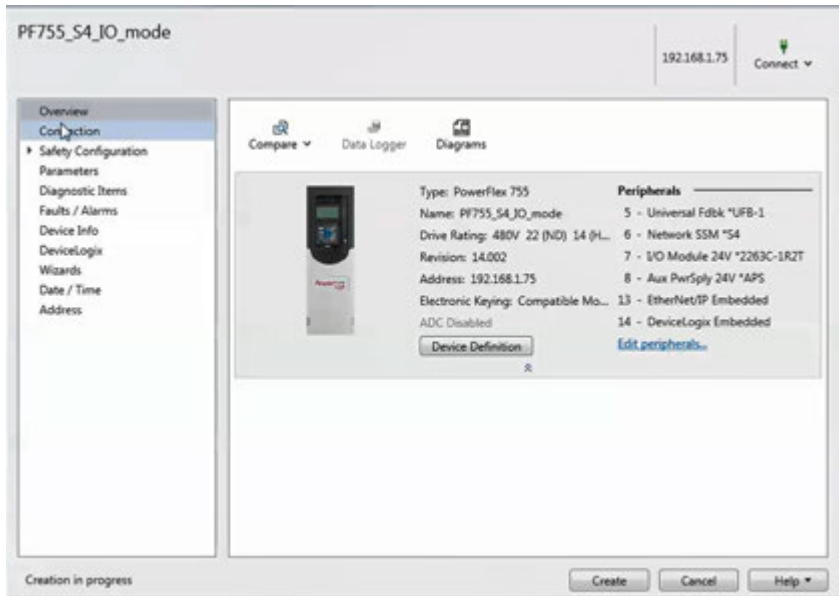 PF755_S4_IO_mode
192.168.1.75
Connect
Overview
Connection
Safety Configuration
Parameters
Diagnostic Items
Faults / Alarms
Device Info
DeviceLogix
Wizards
Date / Time
Address
Compare
Data Logger
Diagrams
Type: PowerFlex 755
Name: PF755_S4_IO_mode
Drive Rating: 480V 22 (ND) 14 (H...
Revision: 14.002
Address: 192.168.1.75
Electronic Keying: Compatible Mo...
ADC Disabled
Device Definition
Peripherals
5 - Universal Fdbk *UFB-1
6 - Network SSM *S4
7 - I/O Module 24V *2263C-1R2T
8 - Aux PwrSply 24V *APS
13 - EtherNet/IP Embedded
14 - DeviceLogix Embedded
Edit peripherals...
Creation in progress
Create
Cancel
Help